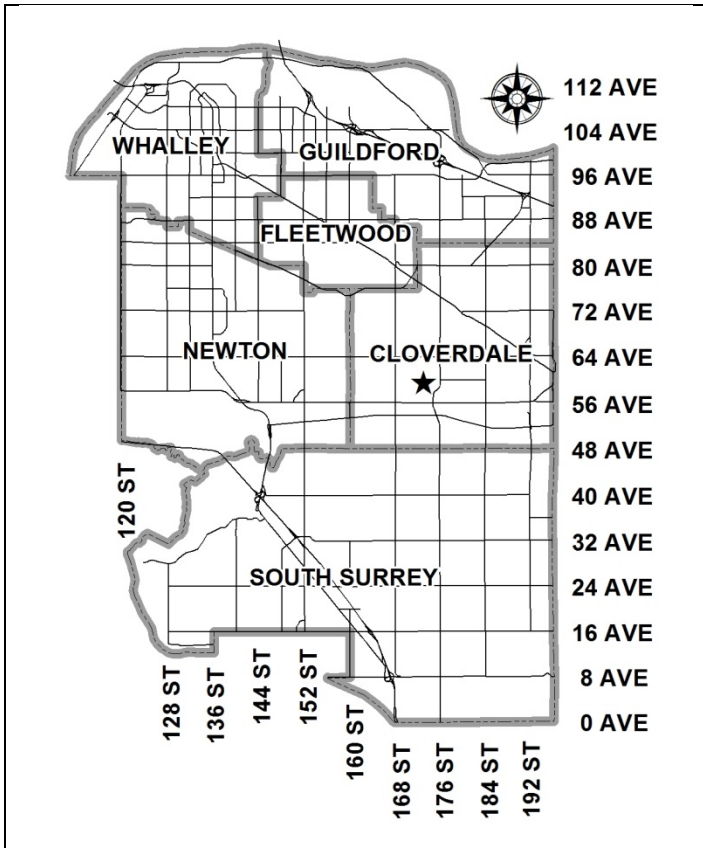 112 AVE
104 AVE
WHALLEY
GUILDFORD
96 AVE
88 AVE
FLEETWOOD
80 AVE
72 AVE
NEWTON
CLOVERDALE
64 AVE
56 AVE
48 AVE
120 ST
40 AVE
32 AVE
SOUTH SURREY
24 AVE
16 AVE
128 ST
136 ST
144 ST
152 ST
160 ST
8 AVE
0 AVE
168 ST
176 ST
184 ST
192 ST